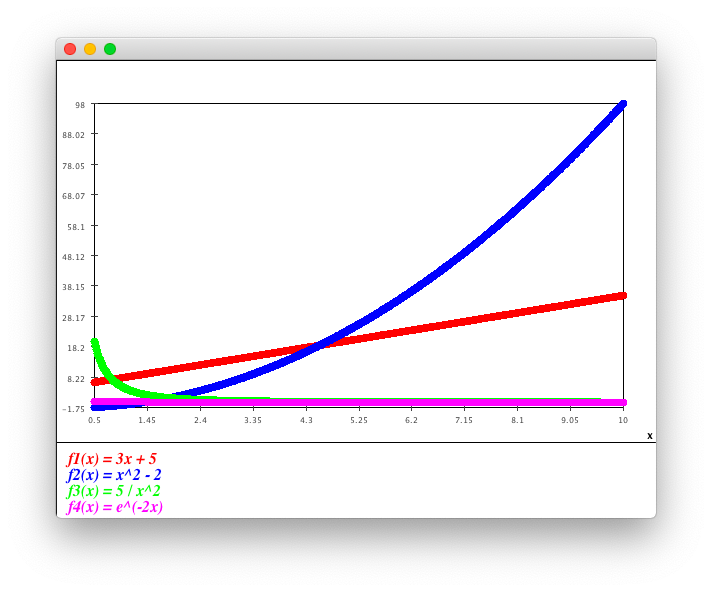 98
88.02
78.05
68.07
58.1
48.12
38.15
28.17
18.2
8.22
-1.75
0.5 1.45 2.4 3.35 4.3 5.25 6.2 7.15 8.1 9.05 10
x
f1(x) = 3x + 5
f2(x) = x^2 - 2
f3(x) = 5 / x^2
f4(x) = e^(-2x)